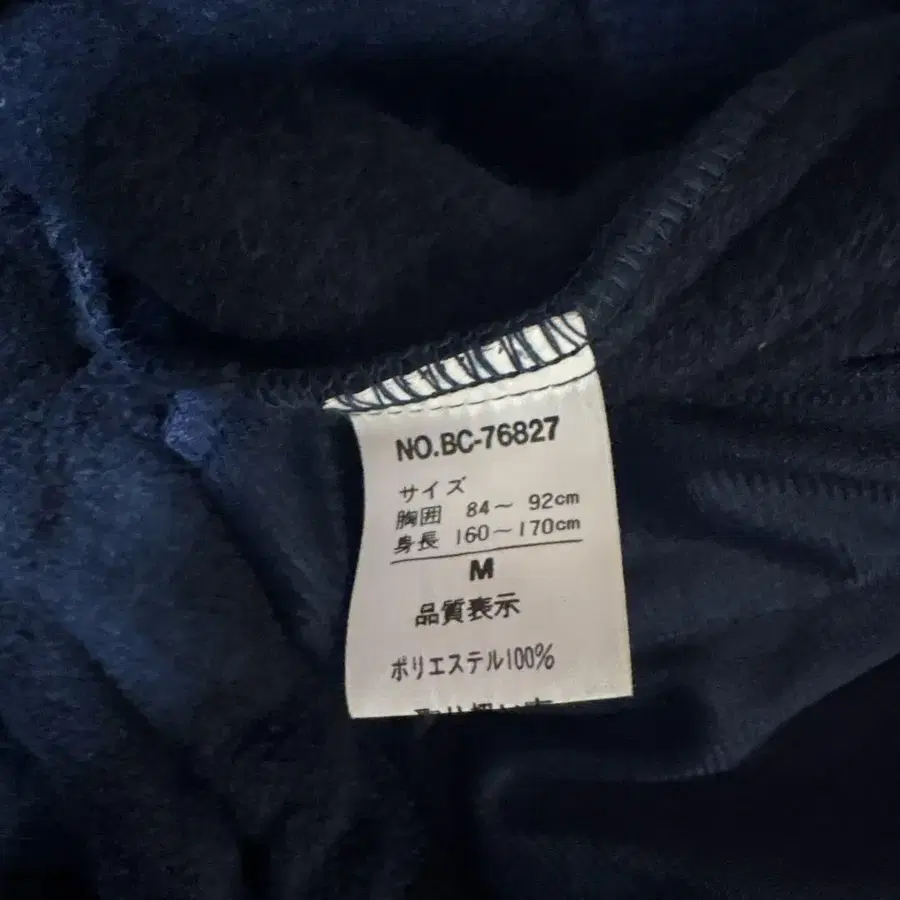 NO.BC-76827
サイズ
胸囲 84～ 92cm
身長 160～170cm
M
品質表示
ポリエステル100%